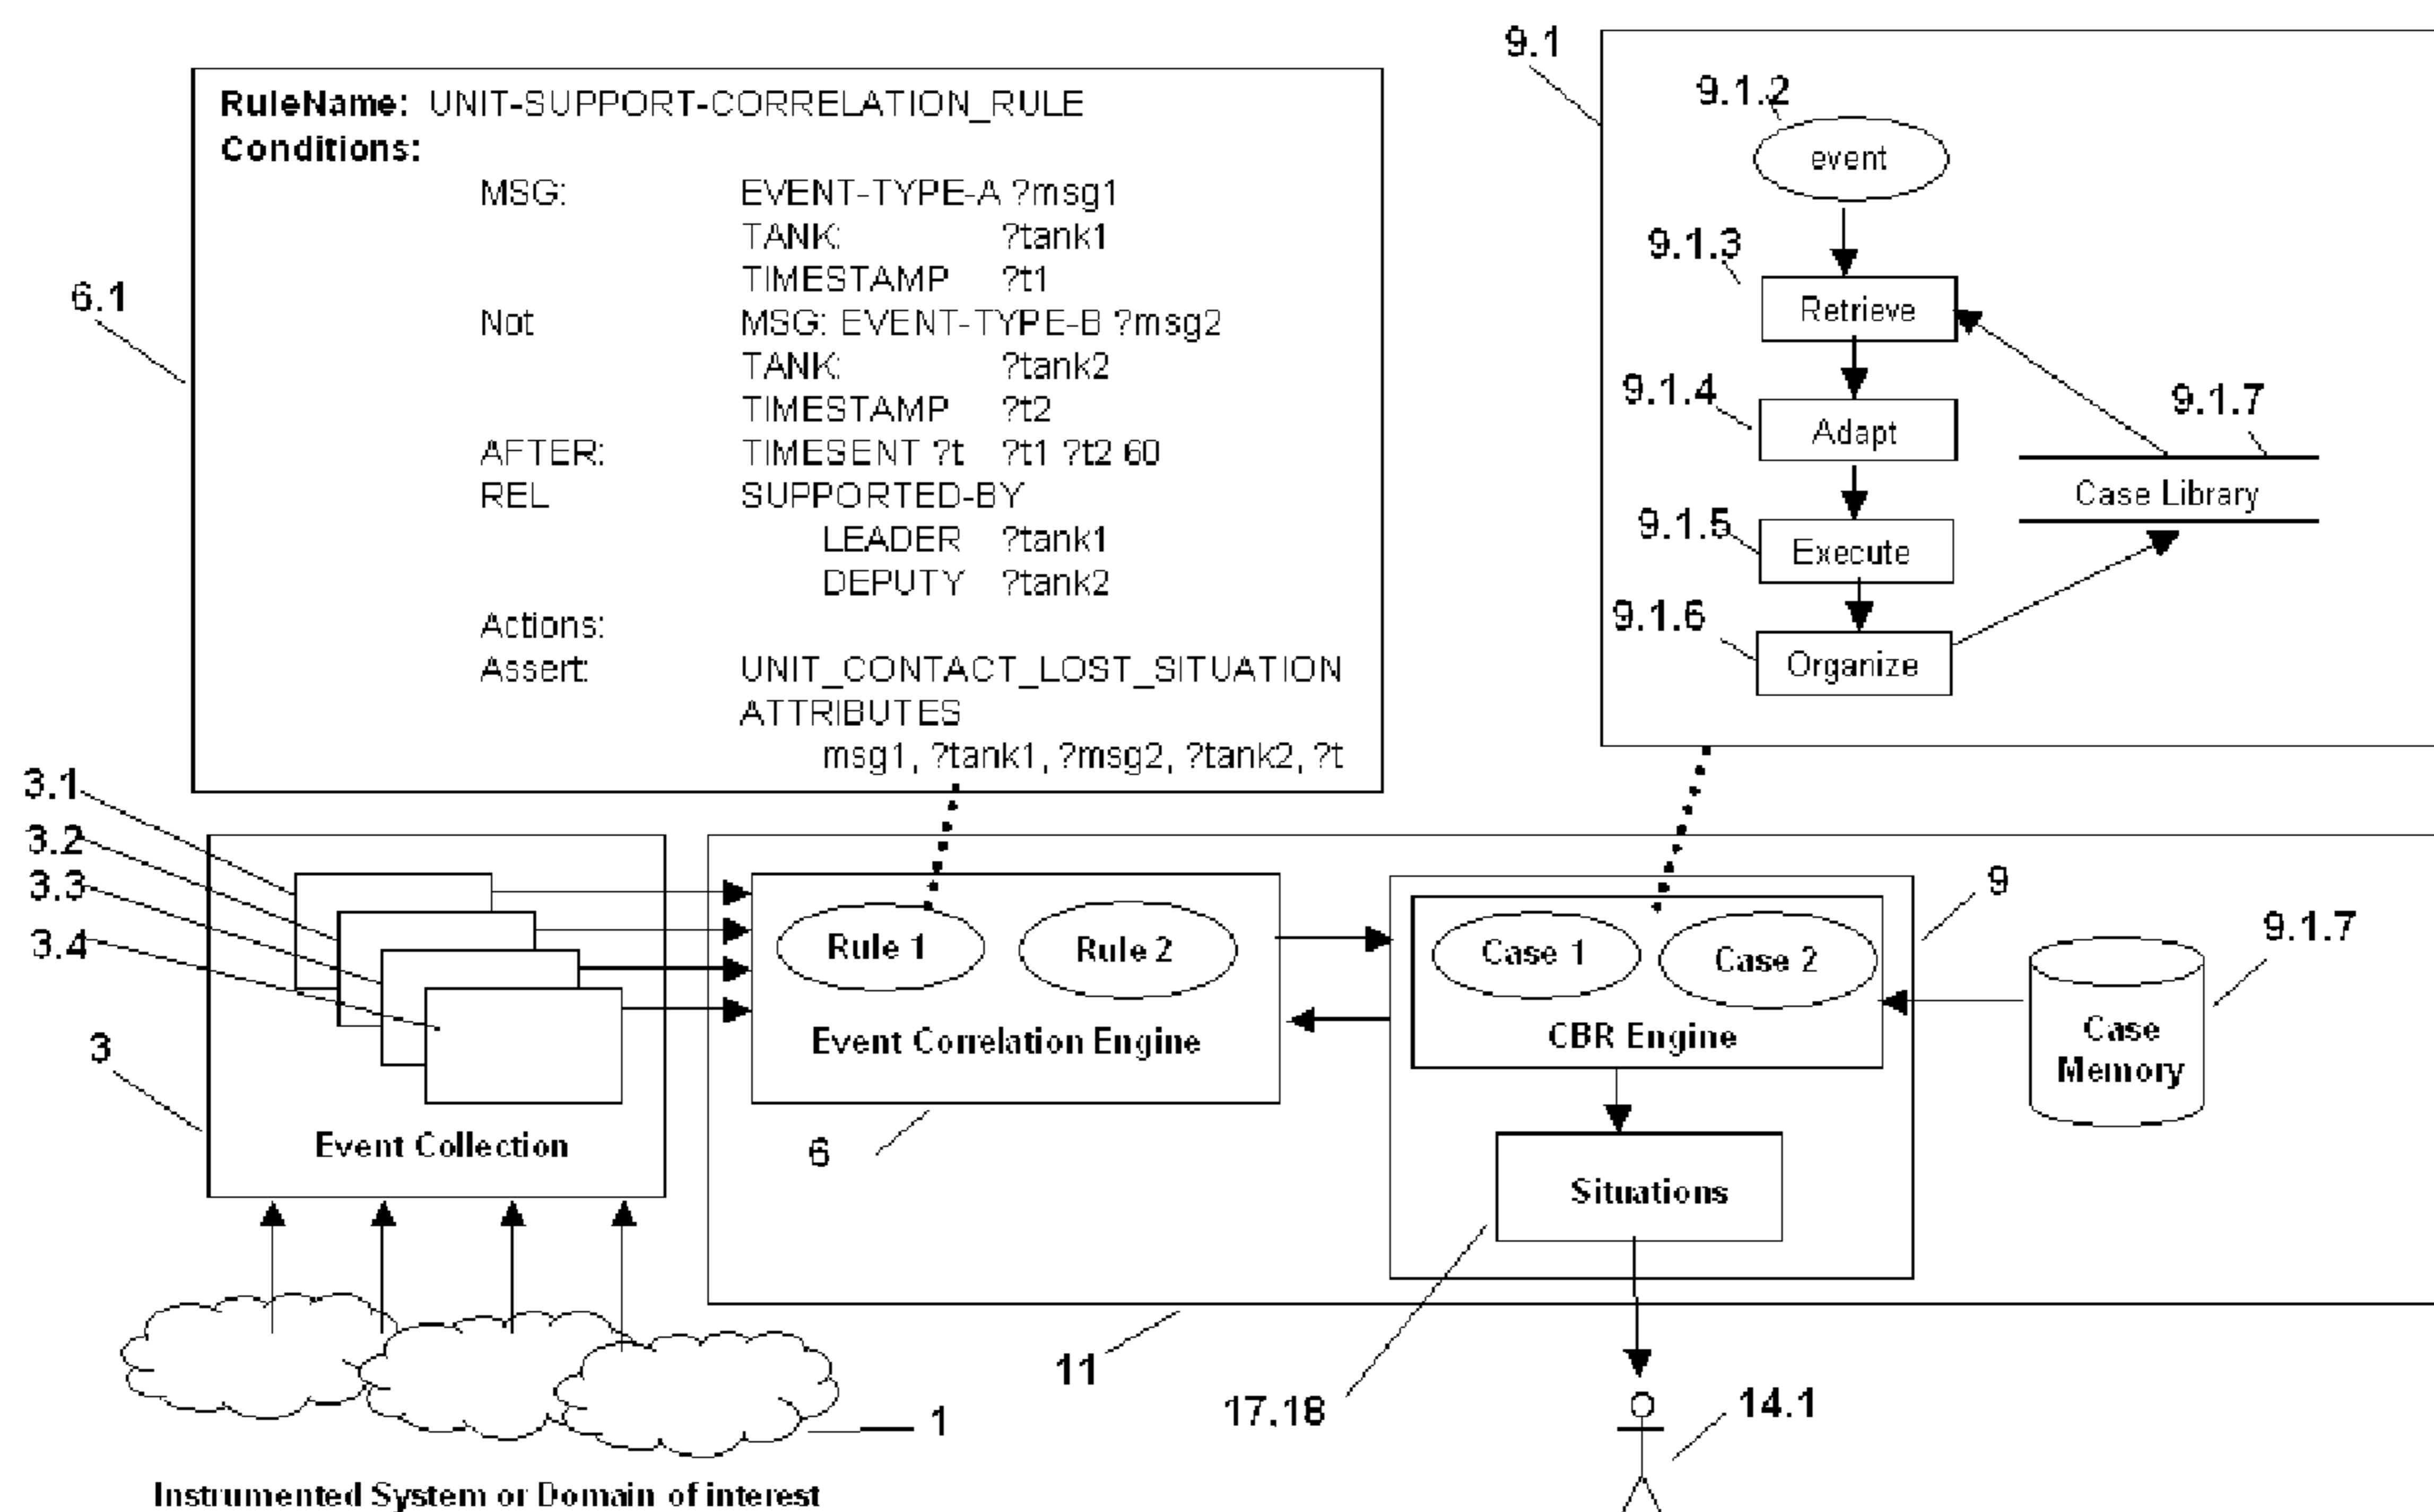 RuleName: UNIT-SUPPORT-CORRELATION_RULE
Conditions:
MSG: EVENT-TYPE-A ?msg1
TANK: ?tank1
TIMESTAMP ?t1
Not MSG: EVENT-TYPE-B ?msg2
TANK: ?tank2
TIMESTAMP ?t2
AFTER: TIMESENT ?t ?t1 ?t2 60
REL SUPPORTED-BY
LEADER ?tank1
DEPUTY ?tank2
Actions:
Assert: UNIT_CONTACT_LOST_SITUATION
ATTRIBUTES
msg1, ?tank1, ?msg2, ?tank2, ?t
6.1
9.1
9.1.2
event
9.1.3
Retrieve
9.1.4
Adapt
9.1.7
Case Library
9.1.5
Execute
9.1.6
Organize
3.1
3.2
3.3
3.4
3
Event Collection
Rule 1
Rule 2
Event Correlation Engine
6
Case 1
Case 2
CBR Engine
9
9.1.7
Case
Memory
Situations
11
17.18
14.1
1
Instrumented System or Domain of interest